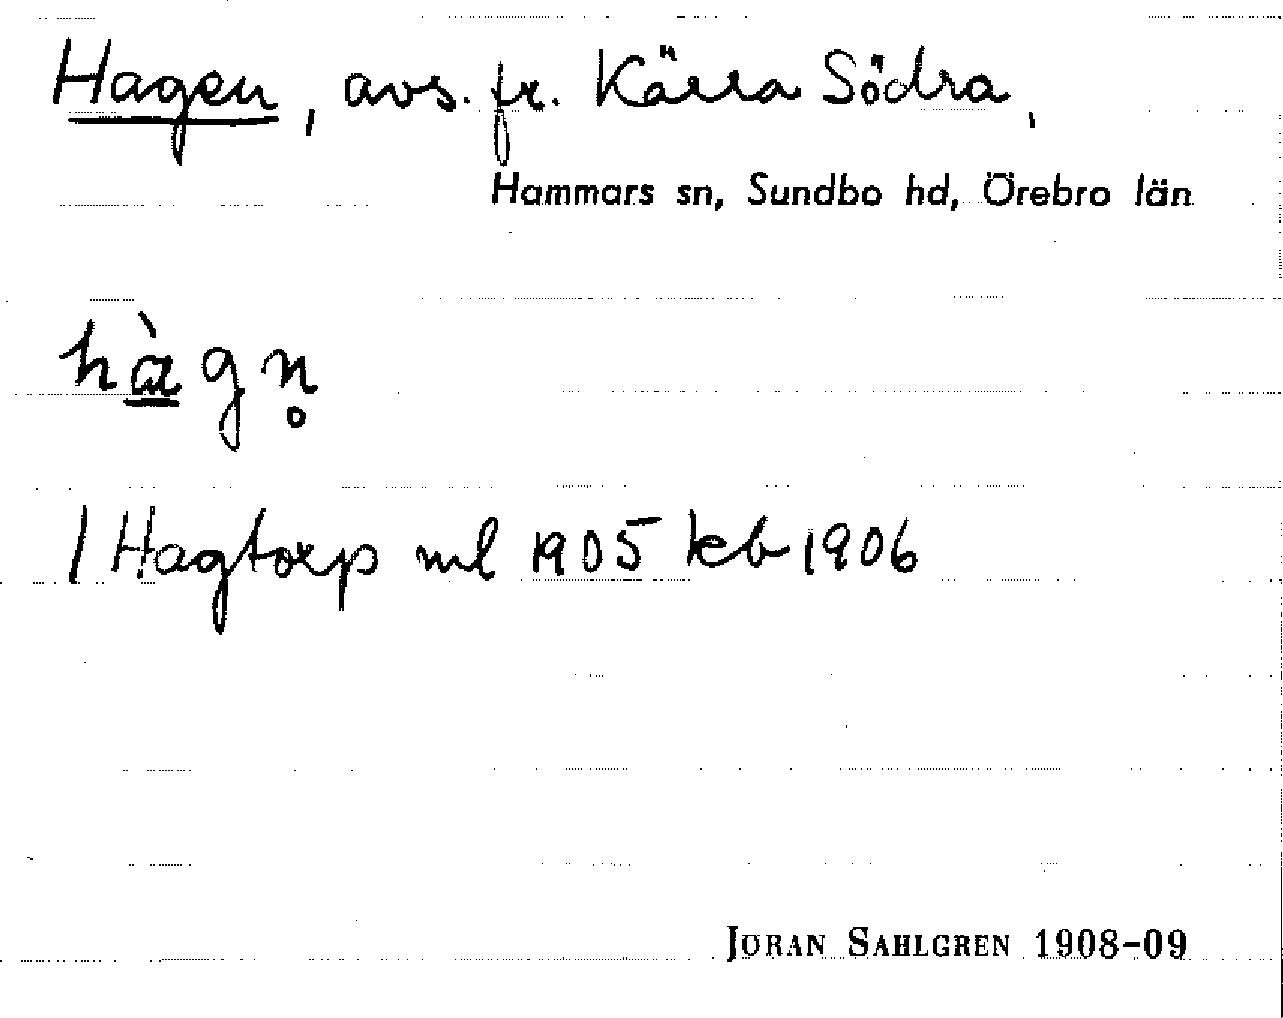 Hagen, avs. fr. Kärra Södra,
Hammars sn, Sundbo hd, Örebro län
hàgn̥
/ Hagtorp ml 1905 kb 1906
JÖRAN SAHLGREN 1908-09